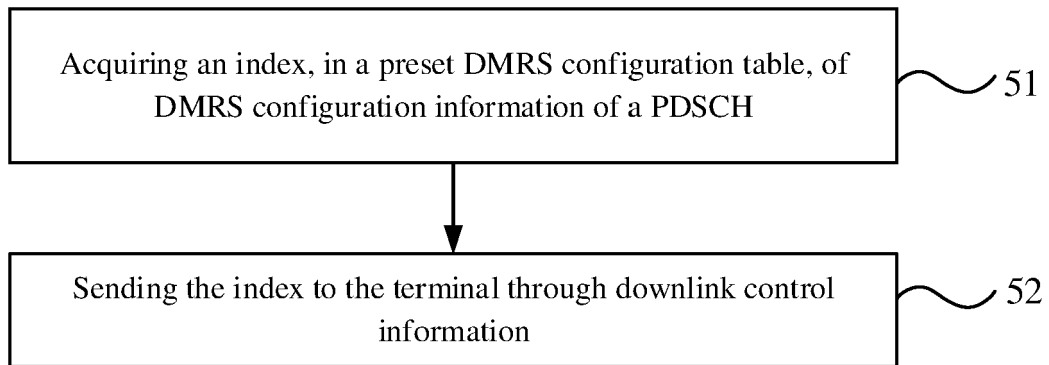 Acquiring an index, in a preset DMRS configuration table, of
DMRS configuration information of a PDSCH
51
Sending the index to the terminal through downlink control
information
52